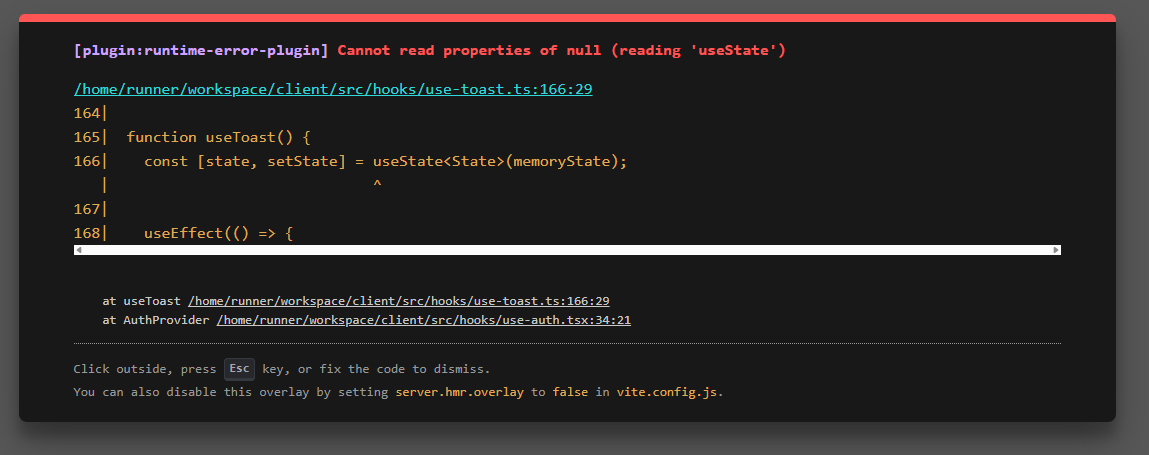 [plugin:runtime-error-plugin] Cannot read properties of null (reading 'useState')
/home/runner/workspace/client/src/hooks/use-toast.ts:166:29
164|
165|  function useToast() {
166|    const [state, setState] = useState<State>(memoryState);
   |                              ^
167|
168|    useEffect(() => {
at useToast /home/runner/workspace/client/src/hooks/use-toast.ts:166:29
at AuthProvider /home/runner/workspace/client/src/hooks/use-auth.tsx:34:21
Click outside, press Esc key, or fix the code to dismiss.
You can also disable this overlay by setting server.hmr.overlay to false in vite.config.js.